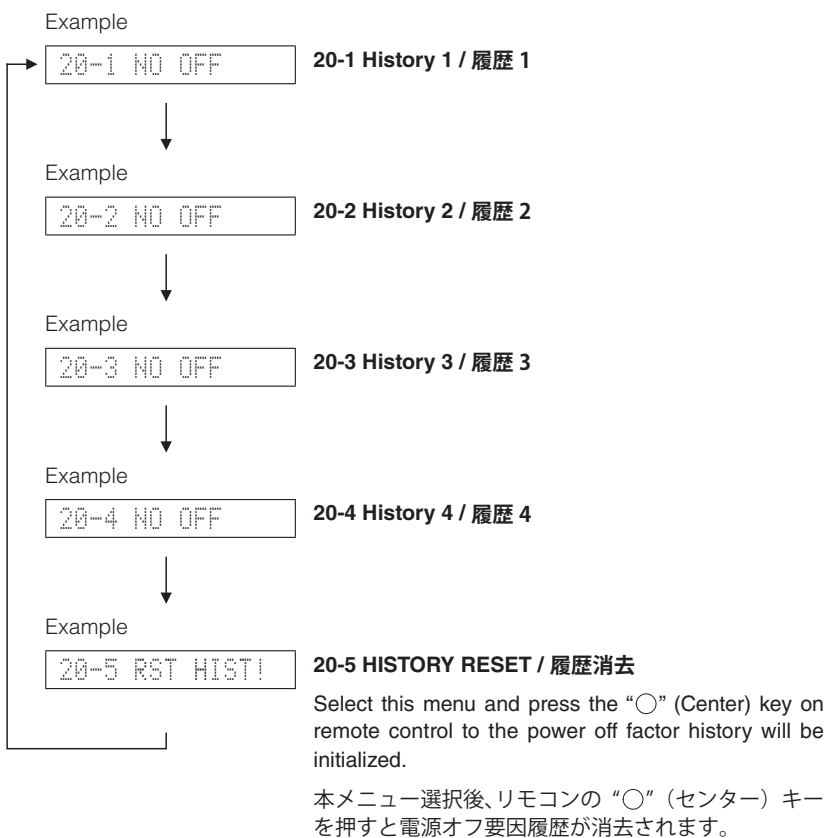 Example
20-1 NO OFF
20-1 History 1 / 履歴 1
Example
20-2 NO OFF
20-2 History 2 / 履歴 2
Example
20-3 NO OFF
20-3 History 3 / 履歴 3
Example
20-4 NO OFF
20-4 History 4 / 履歴 4
Example
20-5 RST HIST!
20-5 HISTORY RESET / 履歴消去
Select this menu and press the “○” (Center) key on
remote control to the power off factor history will be
initialized.
本メニュー選択後、リモコンの “○”（センター）キー
を押すと電源オフ要因履歴が消去されます。